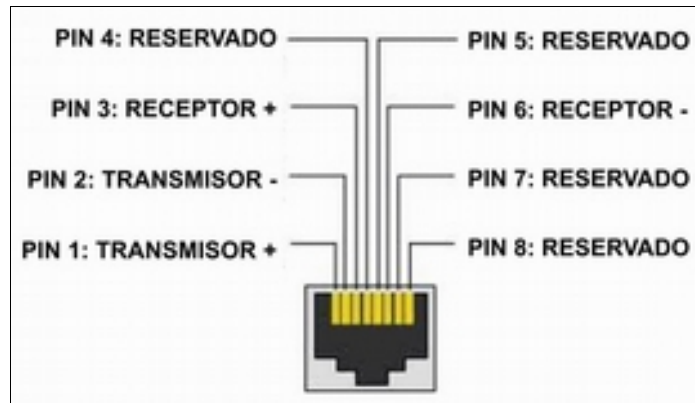 PIN 4: RESERVADO
PIN 5: RESERVADO
PIN 3: RECEPTOR +
PIN 6: RECEPTOR -
PIN 2: TRANSMISOR -
PIN 7: RESERVADO
PIN 1: TRANSMISOR +
PIN 8: RESERVADO